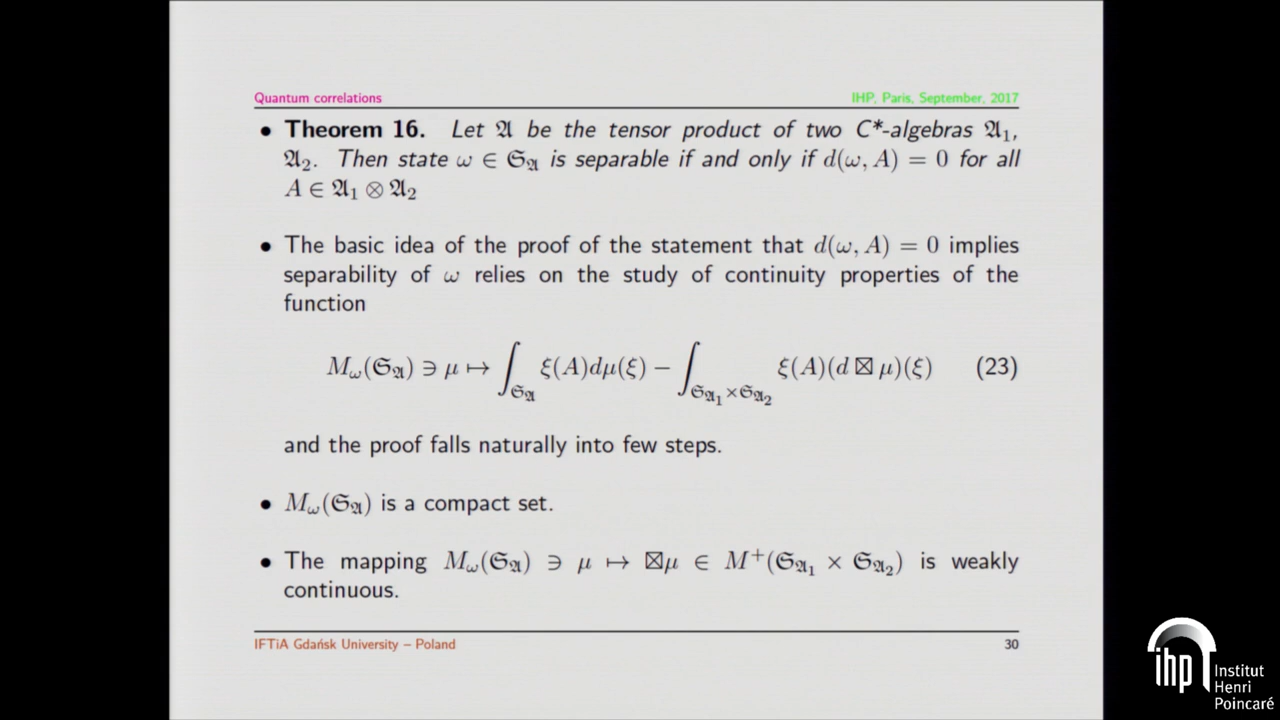 Quantum correlations
IHP, Paris, September, 2017
• Theorem 16. Let 𝔄 be the tensor product of two C*-algebras 𝔄₁,
𝔄₂. Then state ω ∈ 𝔖_𝔄 is separable if and only if d(ω, A) = 0 for all
A ∈ 𝔄₁ ⊗ 𝔄₂
• The basic idea of the proof of the statement that d(ω, A) = 0 implies
separability of ω relies on the study of continuity properties of the
function
M_ω(𝔖_𝔄) ∋ μ ↦ ∫_{𝔖_𝔄} ξ(A)dμ(ξ) − ∫_{𝔖_{𝔄₁}×𝔖_{𝔄₂}} ξ(A)(d ⊠ μ)(ξ) (23)
and the proof falls naturally into few steps.
• M_ω(𝔖_𝔄) is a compact set.
• The mapping M_ω(𝔖_𝔄) ∋ μ ↦ ⊠μ ∈ M⁺(𝔖_{𝔄₁} × 𝔖_{𝔄₂}) is weakly
continuous.
IFTiA Gdańsk University – Poland
30
ihp
Institut
Henri
Poincaré